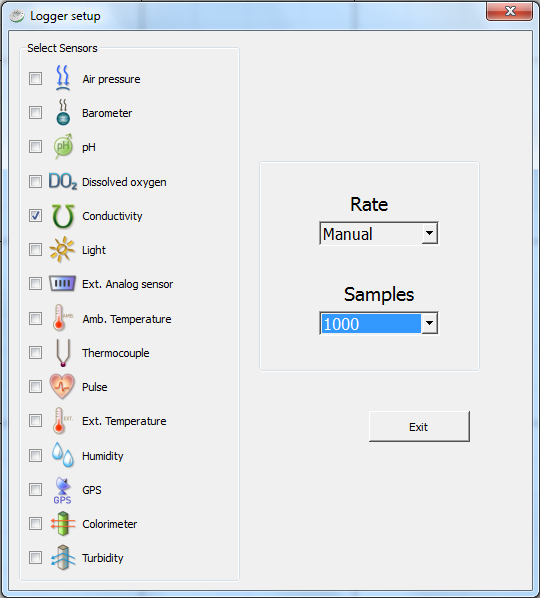 Logger setup
Select Sensors
Air pressure
Barometer
pH pH
DO2 Dissolved oxygen
Conductivity
Light
Ext. Analog sensor
AMB. Amb. Temperature
Thermocouple
Pulse
EXT. Ext. Temperature
Humidity
GPS GPS
Colorimeter
Turbidity
Rate
Manual
Samples
1000
Exit